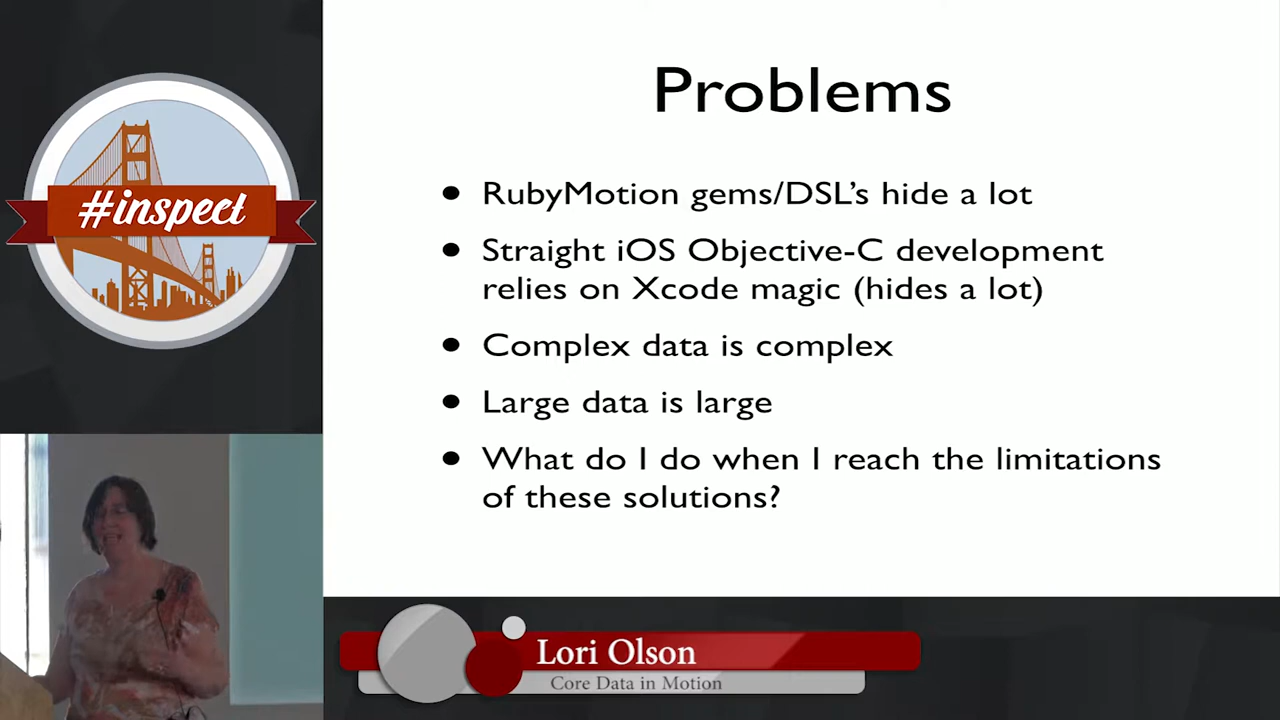 #inspect
Problems
• RubyMotion gems/DSL’s hide a lot
• Straight iOS Objective-C development
relies on Xcode magic (hides a lot)
• Complex data is complex
• Large data is large
• What do I do when I reach the limitations
of these solutions?
Lori Olson
Core Data in Motion